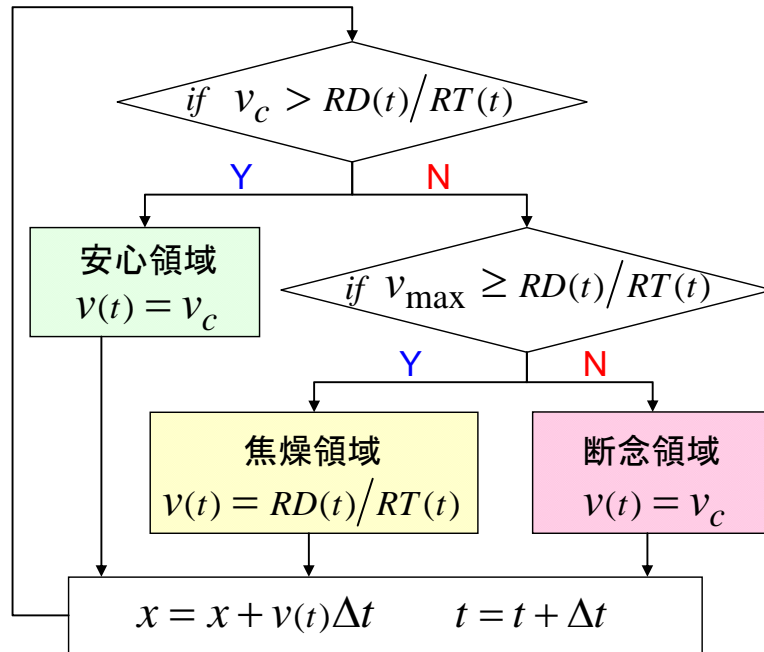 if v_c > RD(t)/RT(t)
Y
N
安心領域
v(t) = v_c
if v_max ≥ RD(t)/RT(t)
Y
N
焦燥領域
v(t) = RD(t)/RT(t)
断念領域
v(t) = v_c
x = x + v(t)Δt t = t + Δt